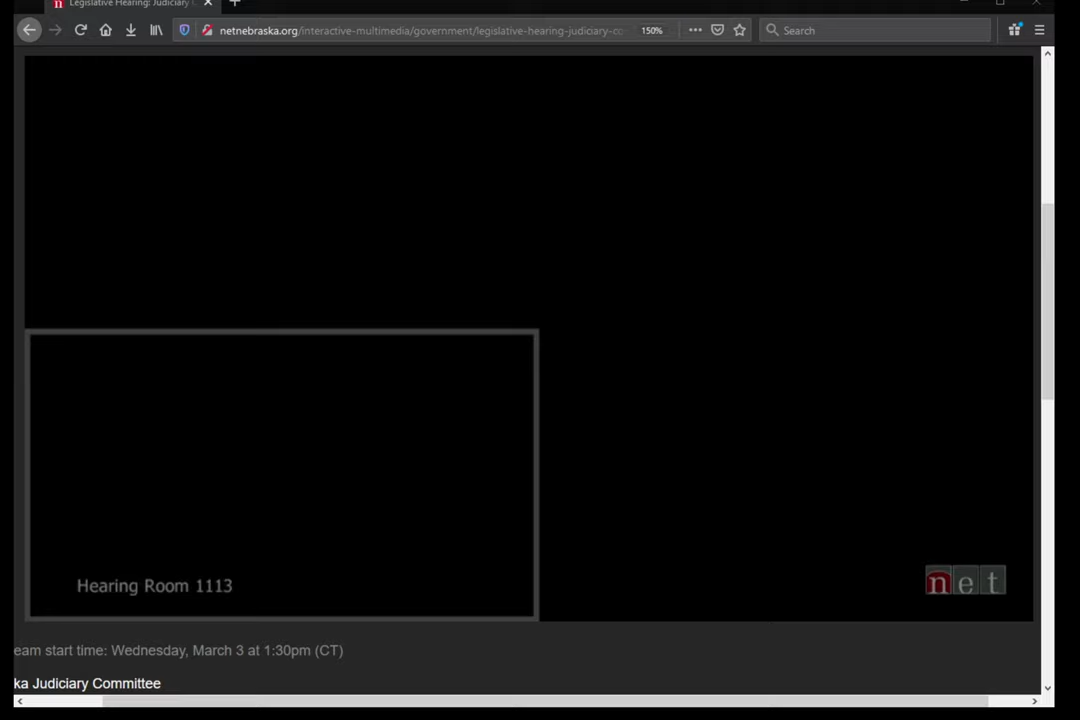 Legislative Hearing: Judiciary
netnebraska.org/interactive-multimedia/government/legislative-hearing-judiciary-co
150%
Search
Hearing Room 1113
net
eam start time: Wednesday, March 3 at 1:30pm (CT)
ka Judiciary Committee